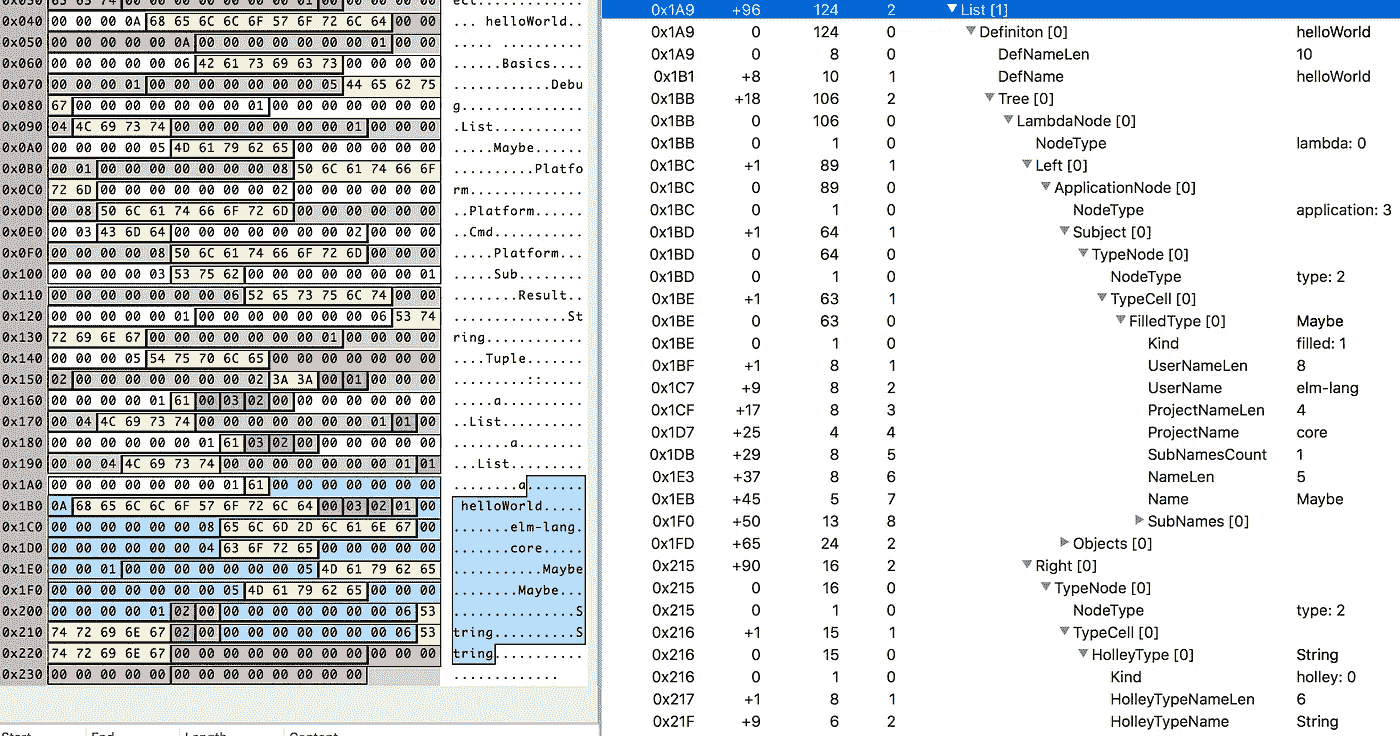 0x040 00 00 00 0A 68 65 6C 6C 6F 57 6F 72 6C 64 00 00 ... helloWorld..
0x050 00 00 00 00 00 0A 00 00 00 00 00 00 00 01 00 00 ..... ..........
0x060 00 00 00 00 00 06 42 61 73 69 63 73 00 00 00 00 ......Basics....
0x070 00 00 00 01 00 00 00 00 00 00 00 05 44 65 62 75 ............Debu
0x080 67 00 00 00 00 00 00 00 01 00 00 00 00 00 00 00 g...............
0x090 04 4C 69 73 74 00 00 00 00 00 00 00 01 00 00 00 .List...........
0x0A0 00 00 00 00 05 4D 61 79 62 65 00 00 00 00 00 00 .....Maybe......
0x0B0 00 01 00 00 00 00 00 00 00 08 50 6C 61 74 66 6F ..........Platfo
0x0C0 72 6D 00 00 00 00 00 00 00 02 00 00 00 00 00 00 rm..............
0x0D0 00 08 50 6C 61 74 66 6F 72 6D 00 00 00 00 00 00 ..Platform......
0x0E0 00 03 43 6D 64 00 00 00 00 00 00 00 02 00 00 00 ..Cmd...........
0x0F0 00 00 00 00 08 50 6C 61 74 66 6F 72 6D 00 00 00 .....Platform...
0x100 00 00 00 00 03 53 75 62 00 00 00 00 00 00 00 01 .....Sub........
0x110 00 00 00 00 00 00 00 06 52 65 73 75 6C 74 00 00 ........Result..
0x120 00 00 00 00 00 01 00 00 00 00 00 00 00 06 53 74 ..............St
0x130 72 69 6E 67 00 00 00 00 00 00 00 01 00 00 00 00 ring............
0x140 00 00 00 05 54 75 70 6C 65 00 00 00 00 00 00 00 ....Tuple.......
0x150 02 00 00 00 00 00 00 00 02 3A 3A 00 01 00 00 00 .........::.....
0x160 00 00 00 00 01 61 00 03 02 00 00 00 00 00 00 00 .....a..........
0x170 00 04 4C 69 73 74 00 00 00 00 00 00 00 01 01 00 ..List..........
0x180 00 00 00 00 00 00 01 61 03 02 00 00 00 00 00 00 .......a........
0x190 00 00 04 4C 69 73 74 00 00 00 00 00 00 00 01 01 ...List.........
0x1A0 00 00 00 00 00 00 00 01 61 00 00 00 00 00 00 00 ........a.......
0x1B0 0A 68 65 6C 6C 6F 57 6F 72 6C 64 00 03 02 01 00 helloWorld.....
0x1C0 00 00 00 00 00 00 08 65 6C 6D 2D 6C 61 6E 67 00 .......elm-lang.
0x1D0 00 00 00 00 00 00 04 63 6F 72 65 00 00 00 00 00 .......core.....
0x1E0 00 00 01 00 00 00 00 00 00 00 05 4D 61 79 62 65 ...........Maybe
0x1F0 00 00 00 00 00 00 00 05 4D 61 79 62 65 00 00 00 ........Maybe...
0x200 00 00 00 00 01 02 00 00 00 00 00 00 00 00 06 53 ...............S
0x210 74 72 69 6E 67 02 00 00 00 00 00 00 00 00 06 53 tring..........S
0x220 74 72 69 6E 67 00 00 00 00 00 00 00 00 00 00 00 tring...........
0x230 00 00 00 00 00 00 00 00 00 00 00 00 00 .............
0x1A9 +96 124 2 List [1]
0x1A9 0 124 0 Definiton [0] helloWorld
0x1A9 0 8 0 DefNameLen 10
0x1B1 +8 10 1 DefName helloWorld
0x1BB +18 106 2 Tree [0]
0x1BB 0 106 0 LambdaNode [0]
0x1BB 0 1 0 NodeType lambda: 0
0x1BC +1 89 1 Left [0]
0x1BC 0 89 0 ApplicationNode [0]
0x1BC 0 1 0 NodeType application: 3
0x1BD +1 64 1 Subject [0]
0x1BD 0 64 0 TypeNode [0]
0x1BD 0 1 0 NodeType type: 2
0x1BE +1 63 1 TypeCell [0]
0x1BE 0 63 0 FilledType [0] Maybe
0x1BE 0 1 0 Kind filled: 1
0x1BF +1 8 1 UserNameLen 8
0x1C7 +9 8 2 UserName elm-lang
0x1CF +17 8 3 ProjectNameLen 4
0x1D7 +25 4 4 ProjectName core
0x1DB +29 8 5 SubNamesCount 1
0x1E3 +37 8 6 NameLen 5
0x1EB +45 5 7 Name Maybe
0x1F0 +50 13 8 SubNames [0]
0x1FD +65 24 2 Objects [0]
0x215 +90 16 2 Right [0]
0x215 0 16 0 TypeNode [0]
0x215 0 1 0 NodeType type: 2
0x216 +1 15 1 TypeCell [0]
0x216 0 15 0 HolleyType [0] String
0x216 0 1 0 Kind holley: 0
0x217 +1 8 1 HolleyTypeNameLen 6
0x21F +9 6 2 HolleyTypeName String